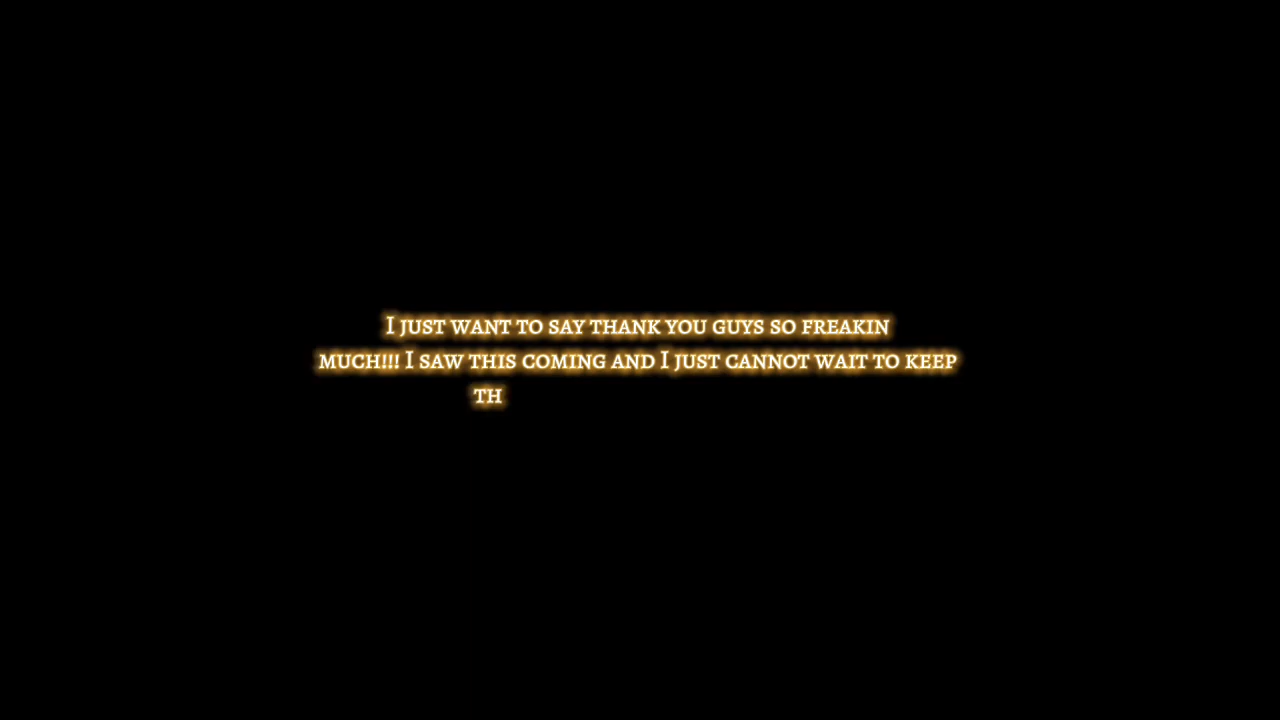 I just want to say thank you guys so freakin
much!!! I saw this coming and I just cannot wait to keep
th